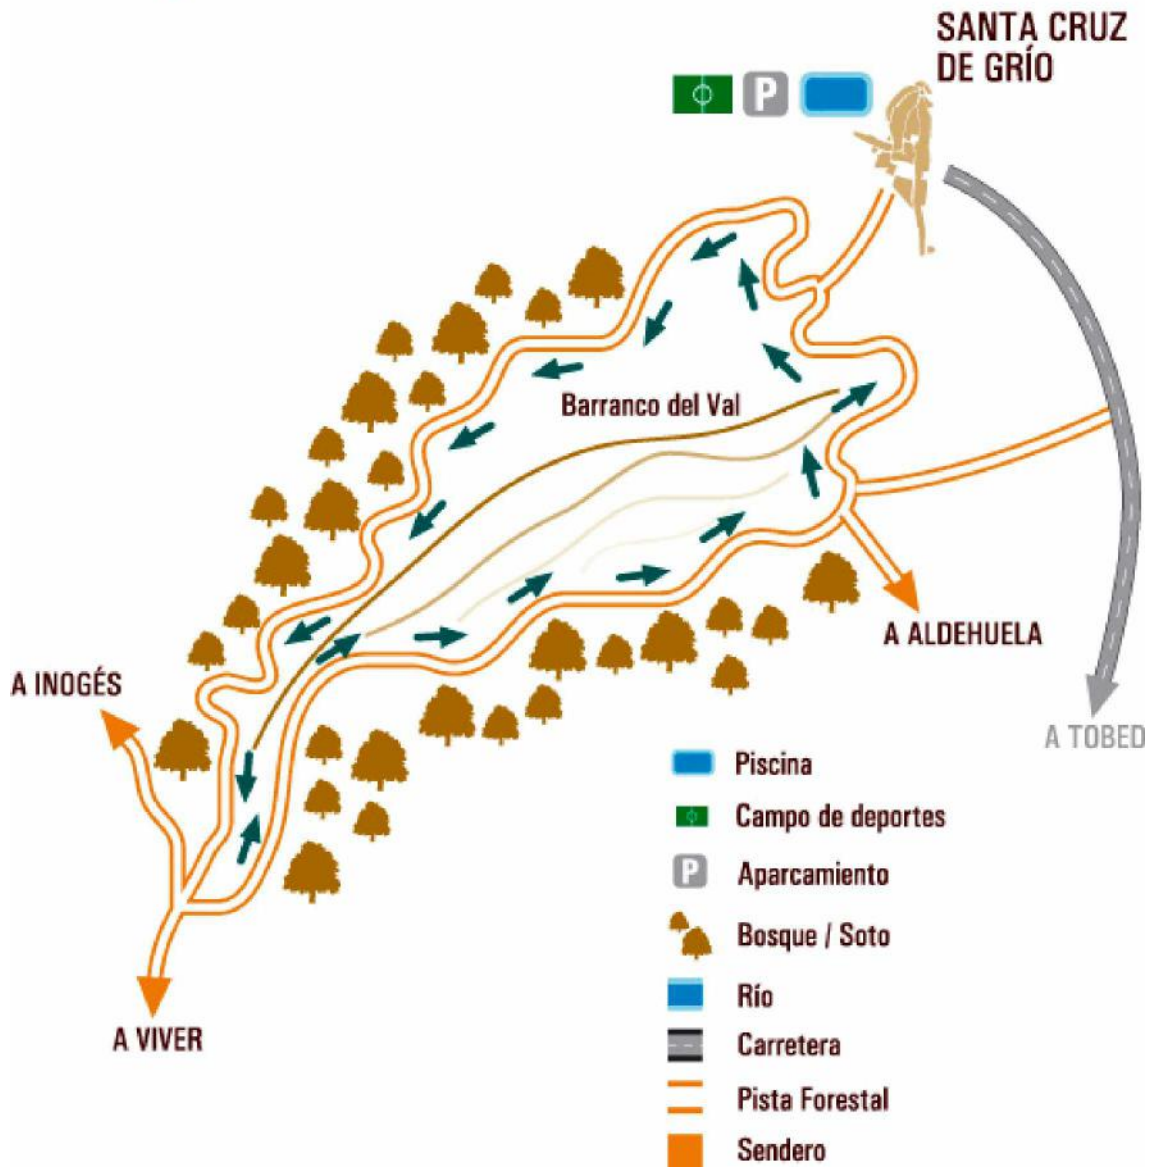 SANTA CRUZ
DE GRÍO
P
Barranco del Val
A ALDEHUELA
A INOGÉS
A TOBED
A VIVER
Piscina
Campo de deportes
P
Aparcamiento
Bosque / Soto
Río
Carretera
Pista Forestal
Sendero